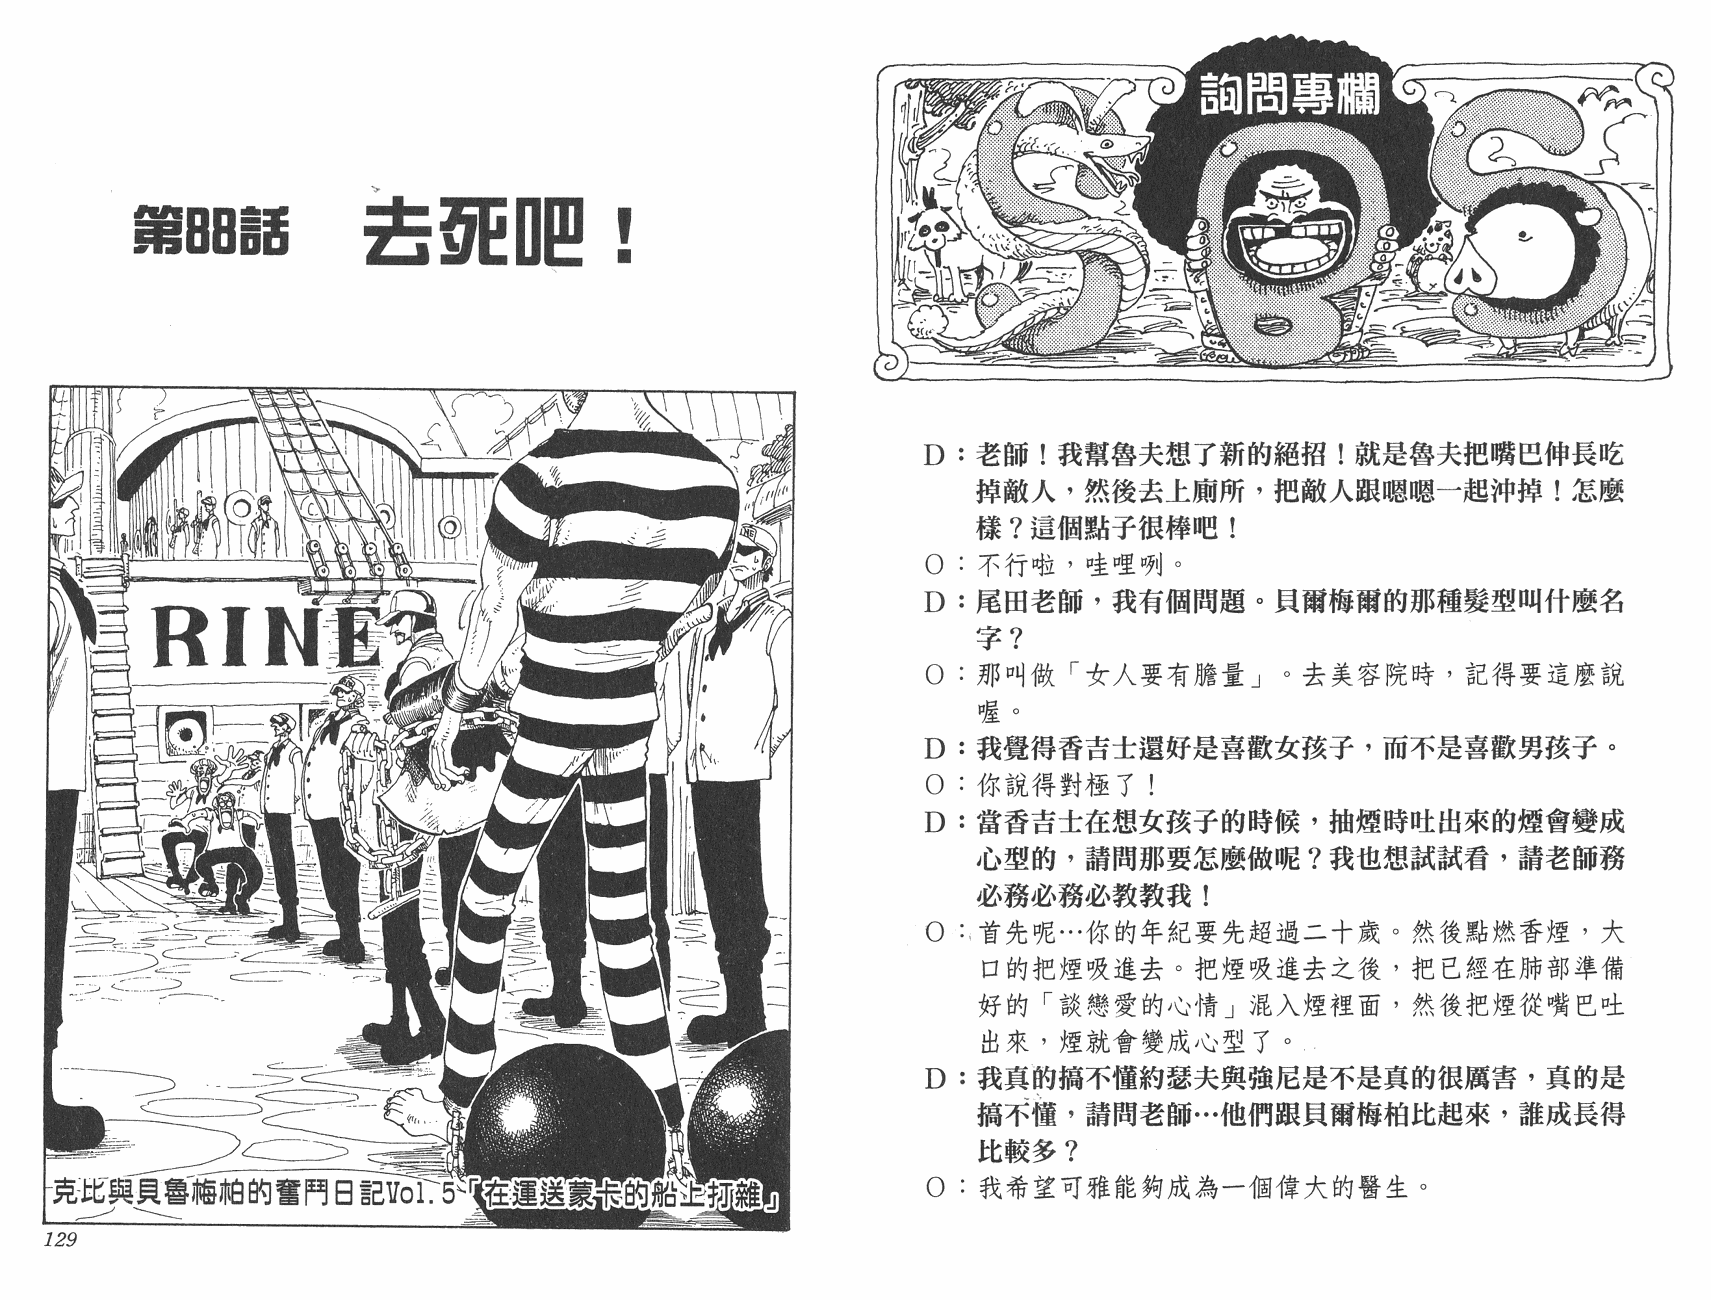 詢問專欄
SBS
D：老師！我幫魯夫想了新的絕招！就是魯夫把嘴巴伸長吃
掉敵人，然後去上廁所，把敵人跟嗯嗯一起沖掉！怎麼
樣？這個點子很棒吧！
O：不行啦，哇哩咧。
D：尾田老師，我有個問題。貝爾梅爾的那種髮型叫什麼名
字？
O：那叫做「女人要有膽量」。去美容院時，記得要這麼說
喔。
D：我覺得香吉士還好是喜歡女孩子，而不是喜歡男孩子。
O：你說得對極了！
D：當香吉士在想女孩子的時候，抽煙時吐出來的煙會變成
心型的，請問那要怎麼做呢？我也想試試看，請老師務
必務必務必教教我！
O：首先呢…你的年紀要先超過二十歲。然後點燃香煙，大
口的把煙吸進去。把煙吸進去之後，把已經在肺部準備
好的「談戀愛的心情」混入煙裡面，然後把煙從嘴巴吐
出來，煙就會變成心型了。
D：我真的搞不懂約瑟夫與強尼是不是真的很厲害，真的是
搞不懂，請問老師…他們跟貝爾梅柏比起來，誰成長得
比較多？
O：我希望可雅能夠成為一個偉大的醫生。
第88話　去死吧！
RINE
INE
克比與貝魯梅柏的奮鬥日記Vol.5「在運送蒙卡的船上打雜」
129